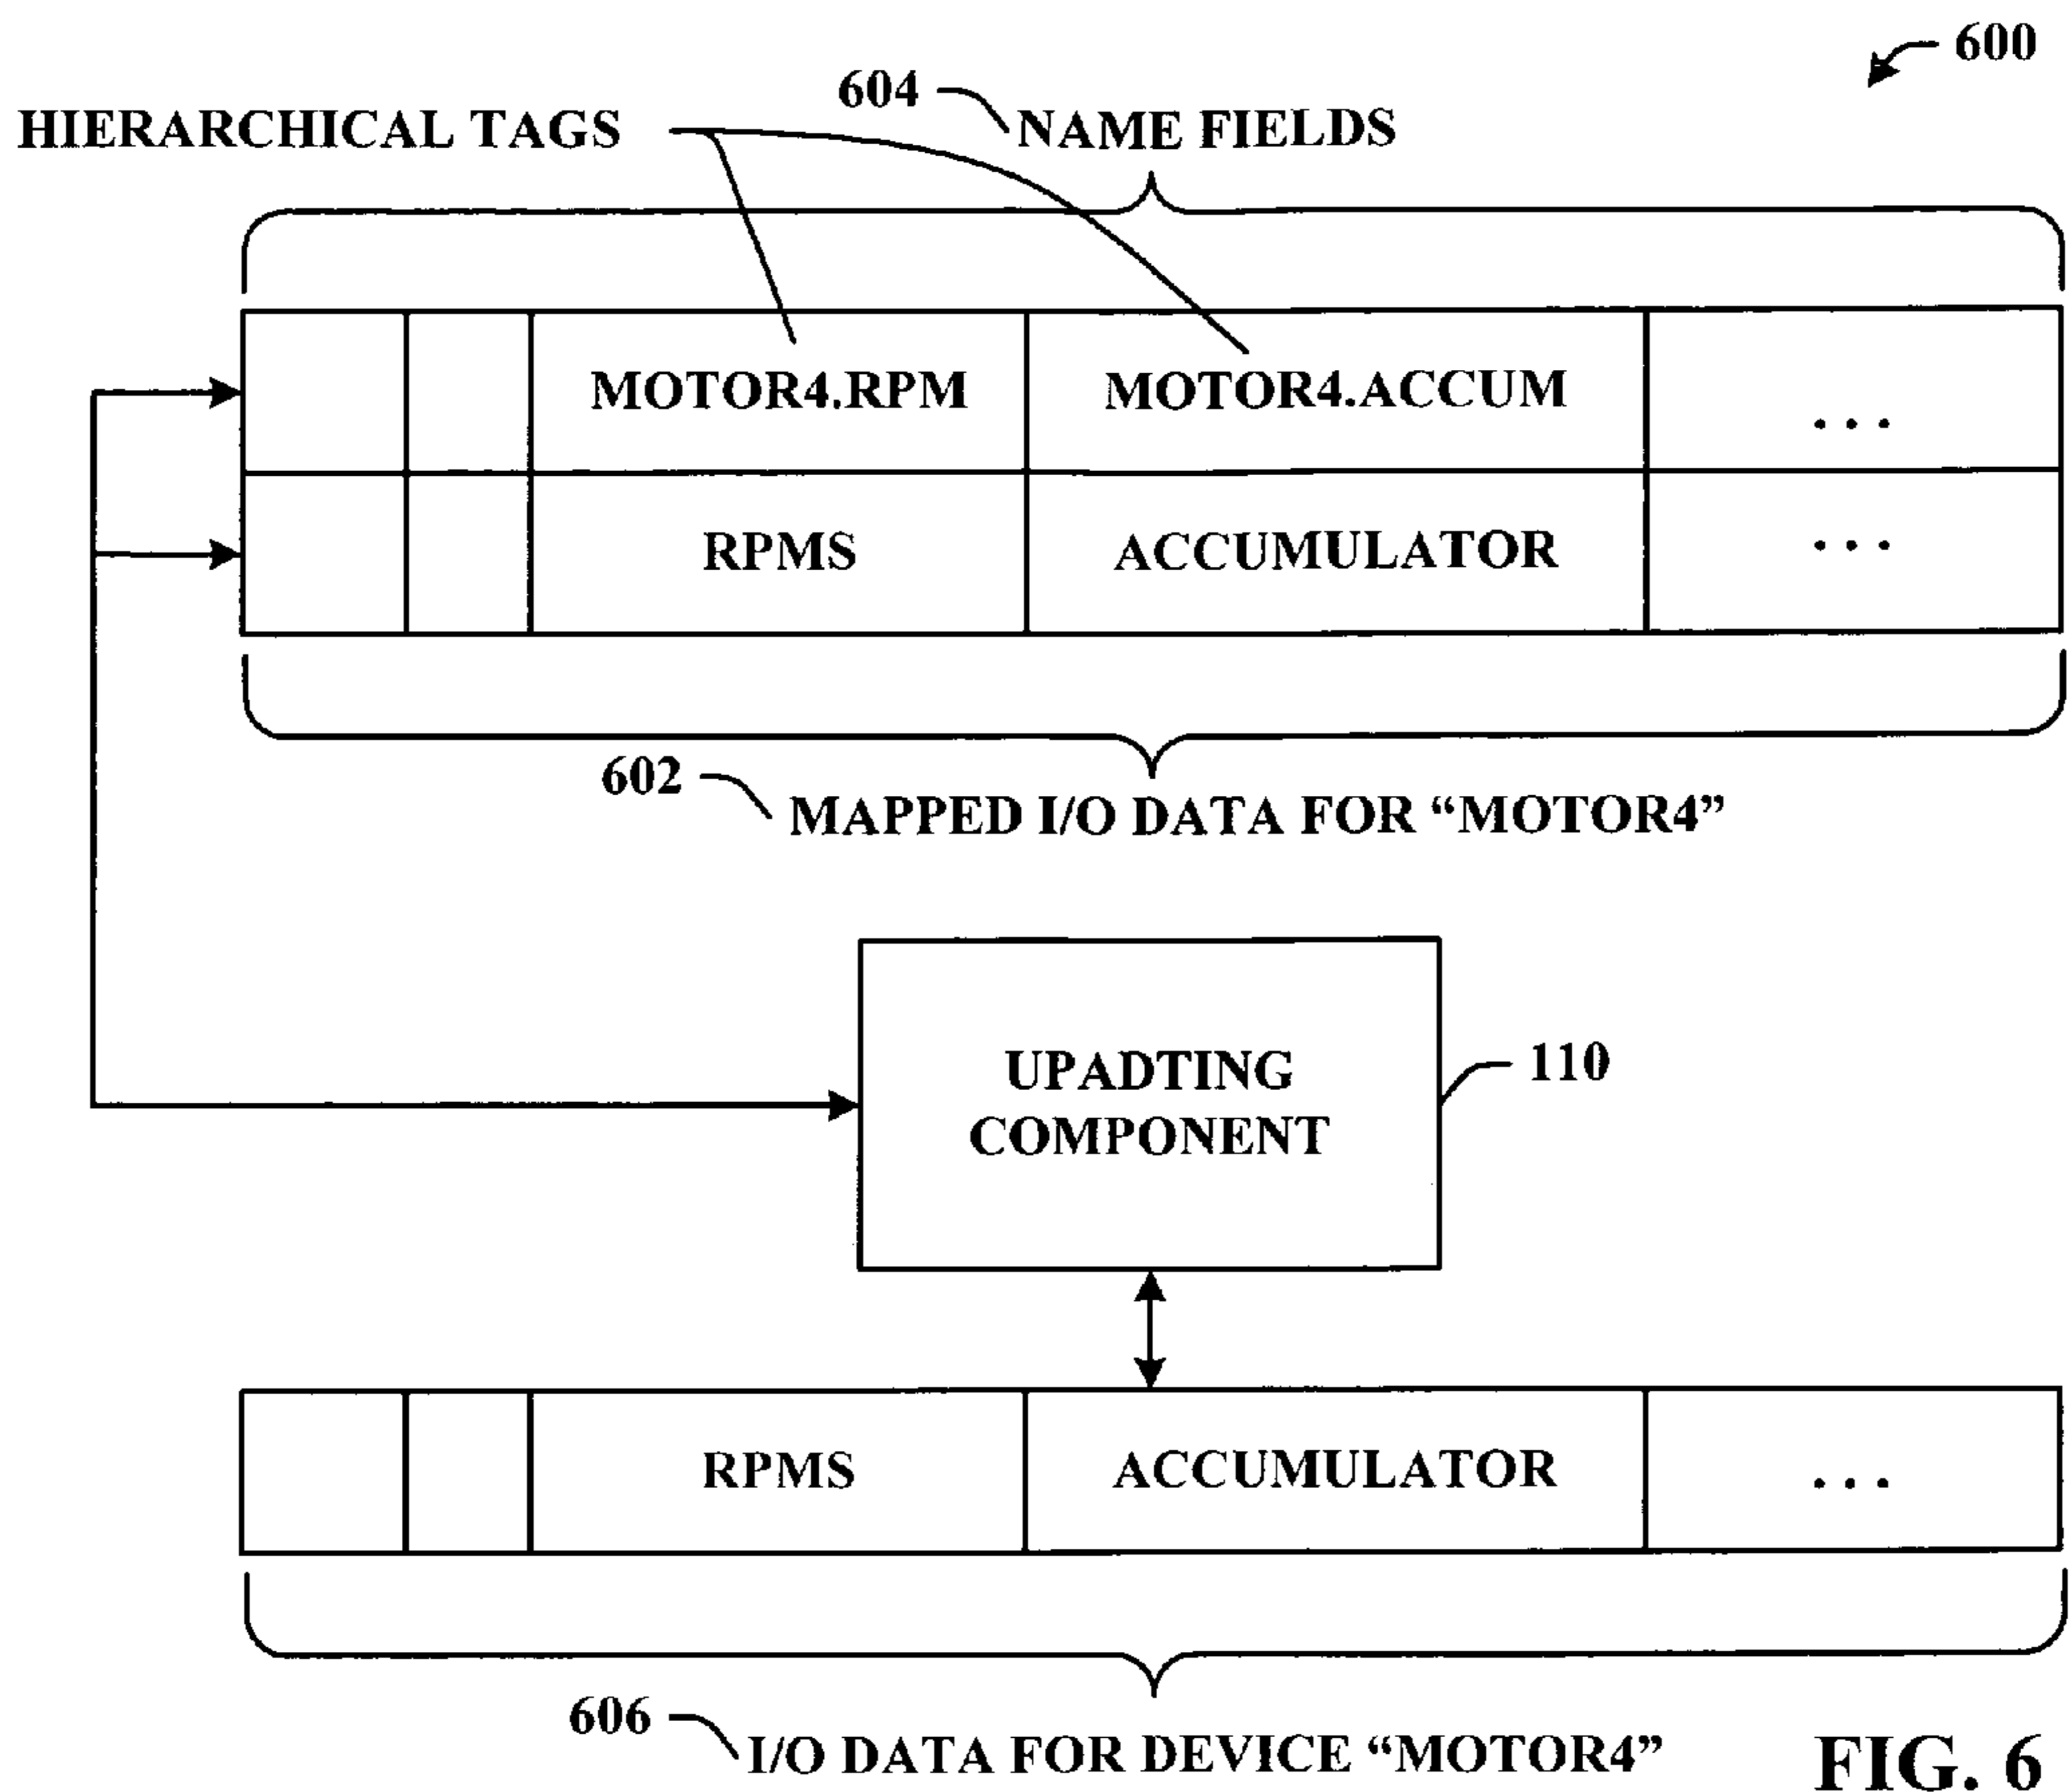 600
604
HIERARCHICAL TAGS
NAME FIELDS
MOTOR4.RPM
MOTOR4.ACCUM
...
RPMS
ACCUMULATOR
...
602
MAPPED I/O DATA FOR “MOTOR4”
UPADTING
COMPONENT
110
RPMS
ACCUMULATOR
...
606
I/O DATA FOR DEVICE “MOTOR4”
FIG. 6